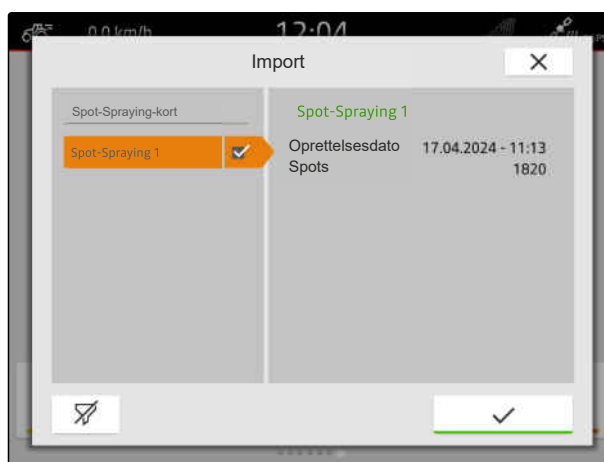 0.0 km/h
12:04
Import
Spot-Spraying-kort
Spot-Spraying 1
Spot-Spraying 1
Oprettelsesdato 17.04.2024 - 11:13
Spots 1820